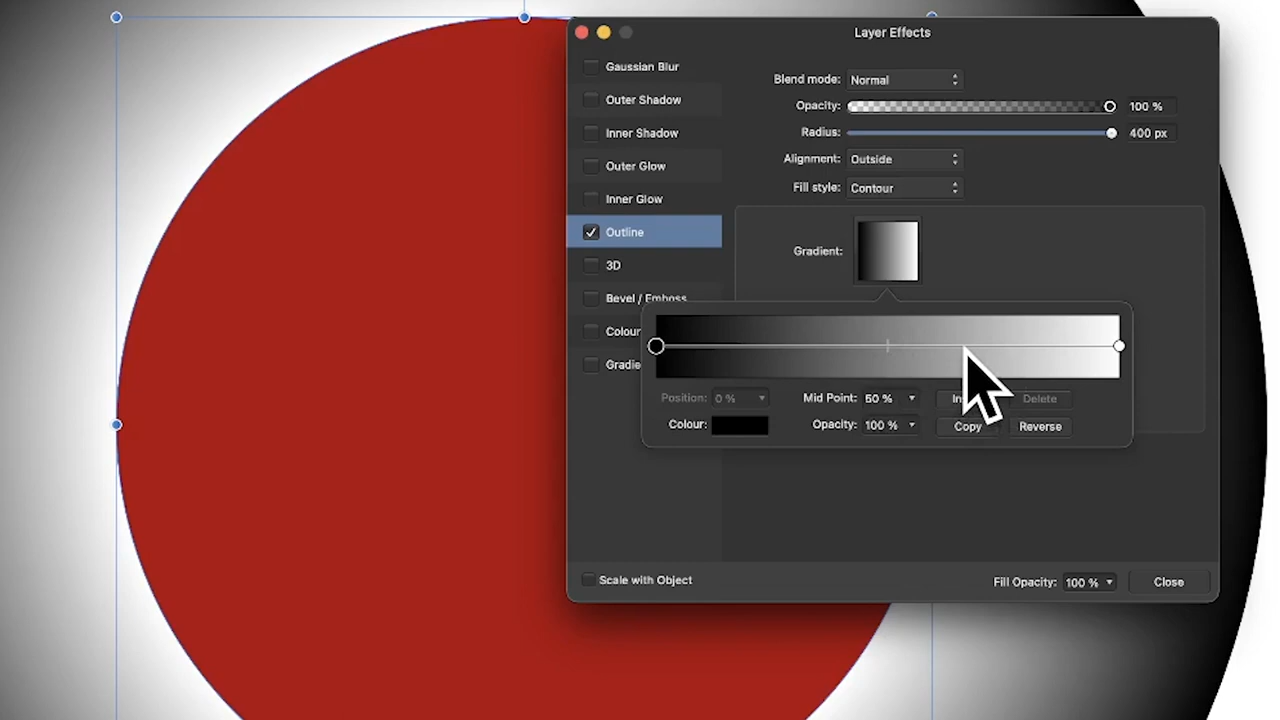 Layer Effects
Gaussian Blur
Outer Shadow
Inner Shadow
Outer Glow
Inner Glow
Outline
3D
Bevel / Emboss
Colour
Gradie
Blend mode: Normal
Opacity: 100 %
Radius: 400 px
Alignment: Outside
Fill style: Contour
Gradient:
Position: 0 % Mid Point: 50 % Delete
Colour: Opacity: 100 % Copy Reverse
Scale with Object
Fill Opacity: 100 % Close